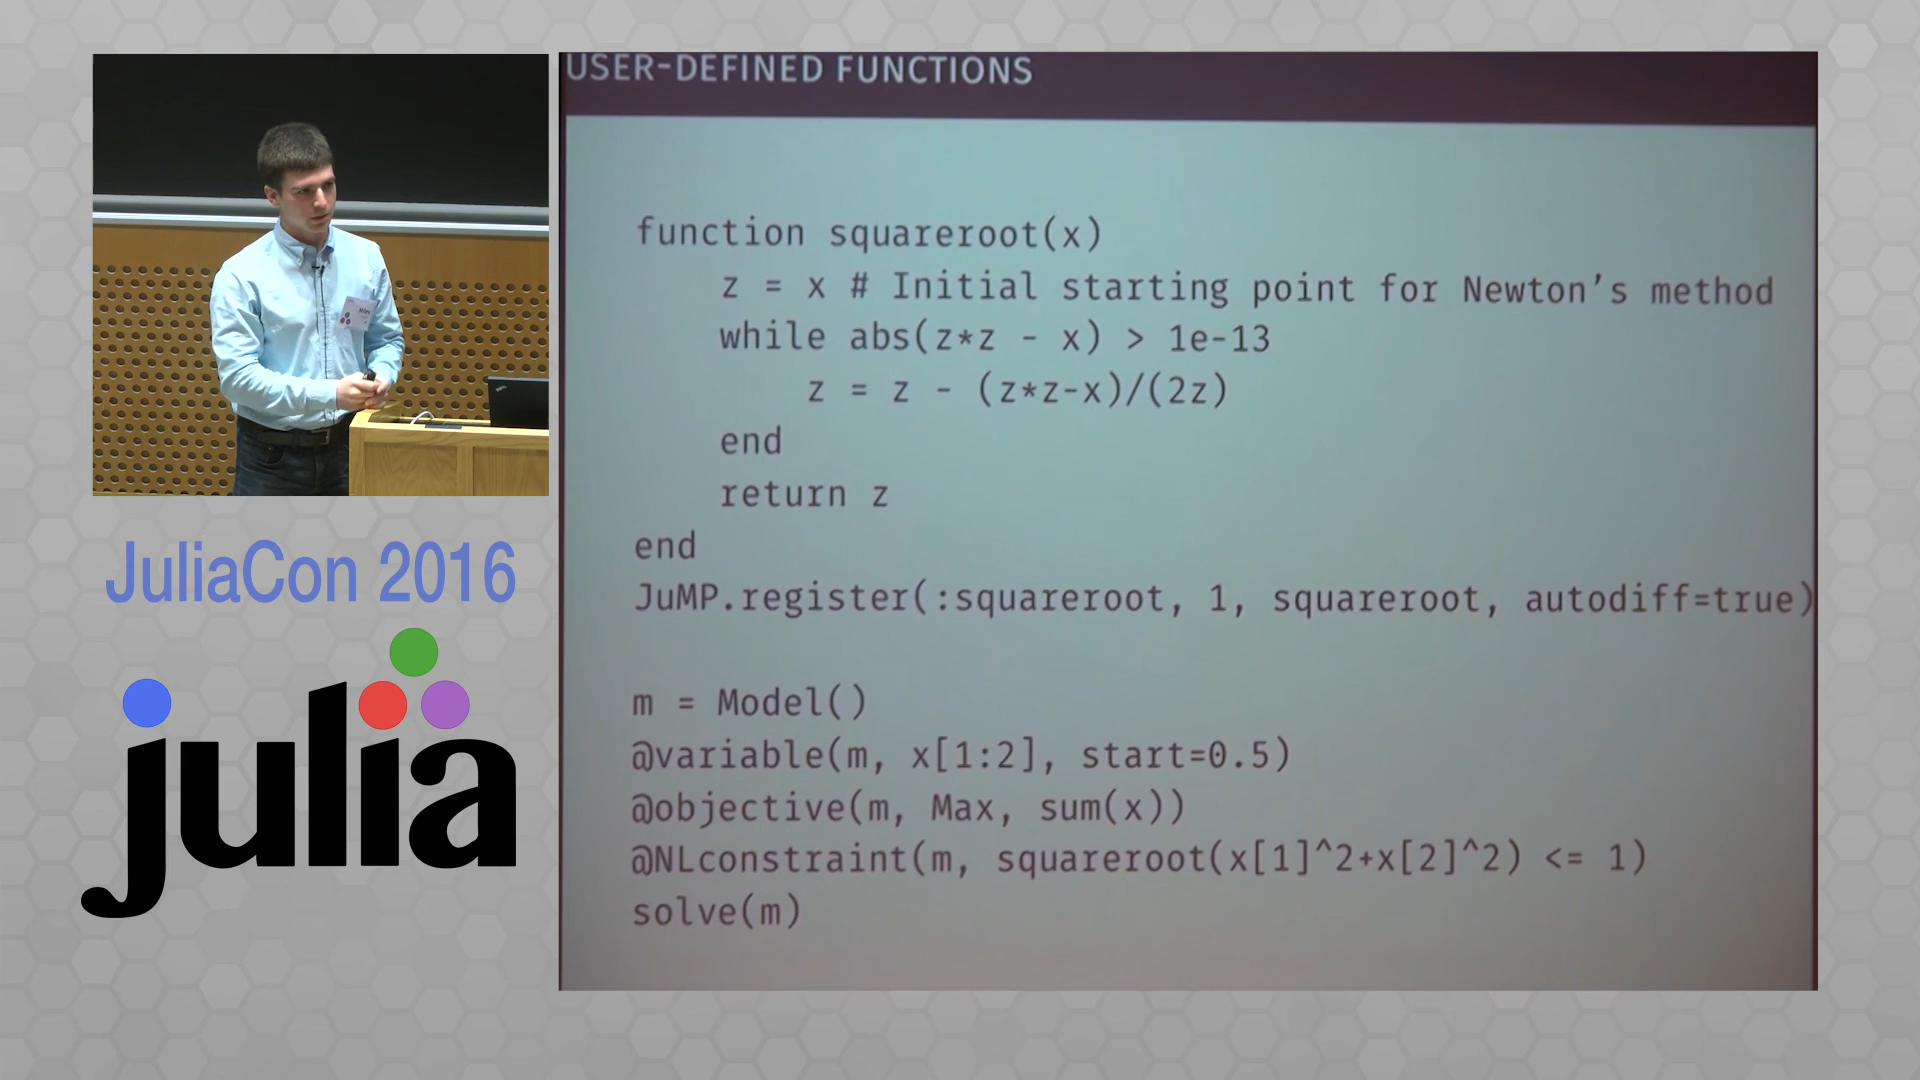 USER-DEFINED FUNCTIONS
function squareroot(x)
z = x # Initial starting point for Newton's method
while abs(z*z - x) > 1e-13
z = z - (z*z-x)/(2z)
end
return z
end
JuMP.register(:squareroot, 1, squareroot, autodiff=true)
m = Model()
@variable(m, x[1:2], start=0.5)
@objective(m, Max, sum(x))
@NLconstraint(m, squareroot(x[1]^2+x[2]^2) <= 1)
solve(m)
Miles
JuliaCon 2016
julia